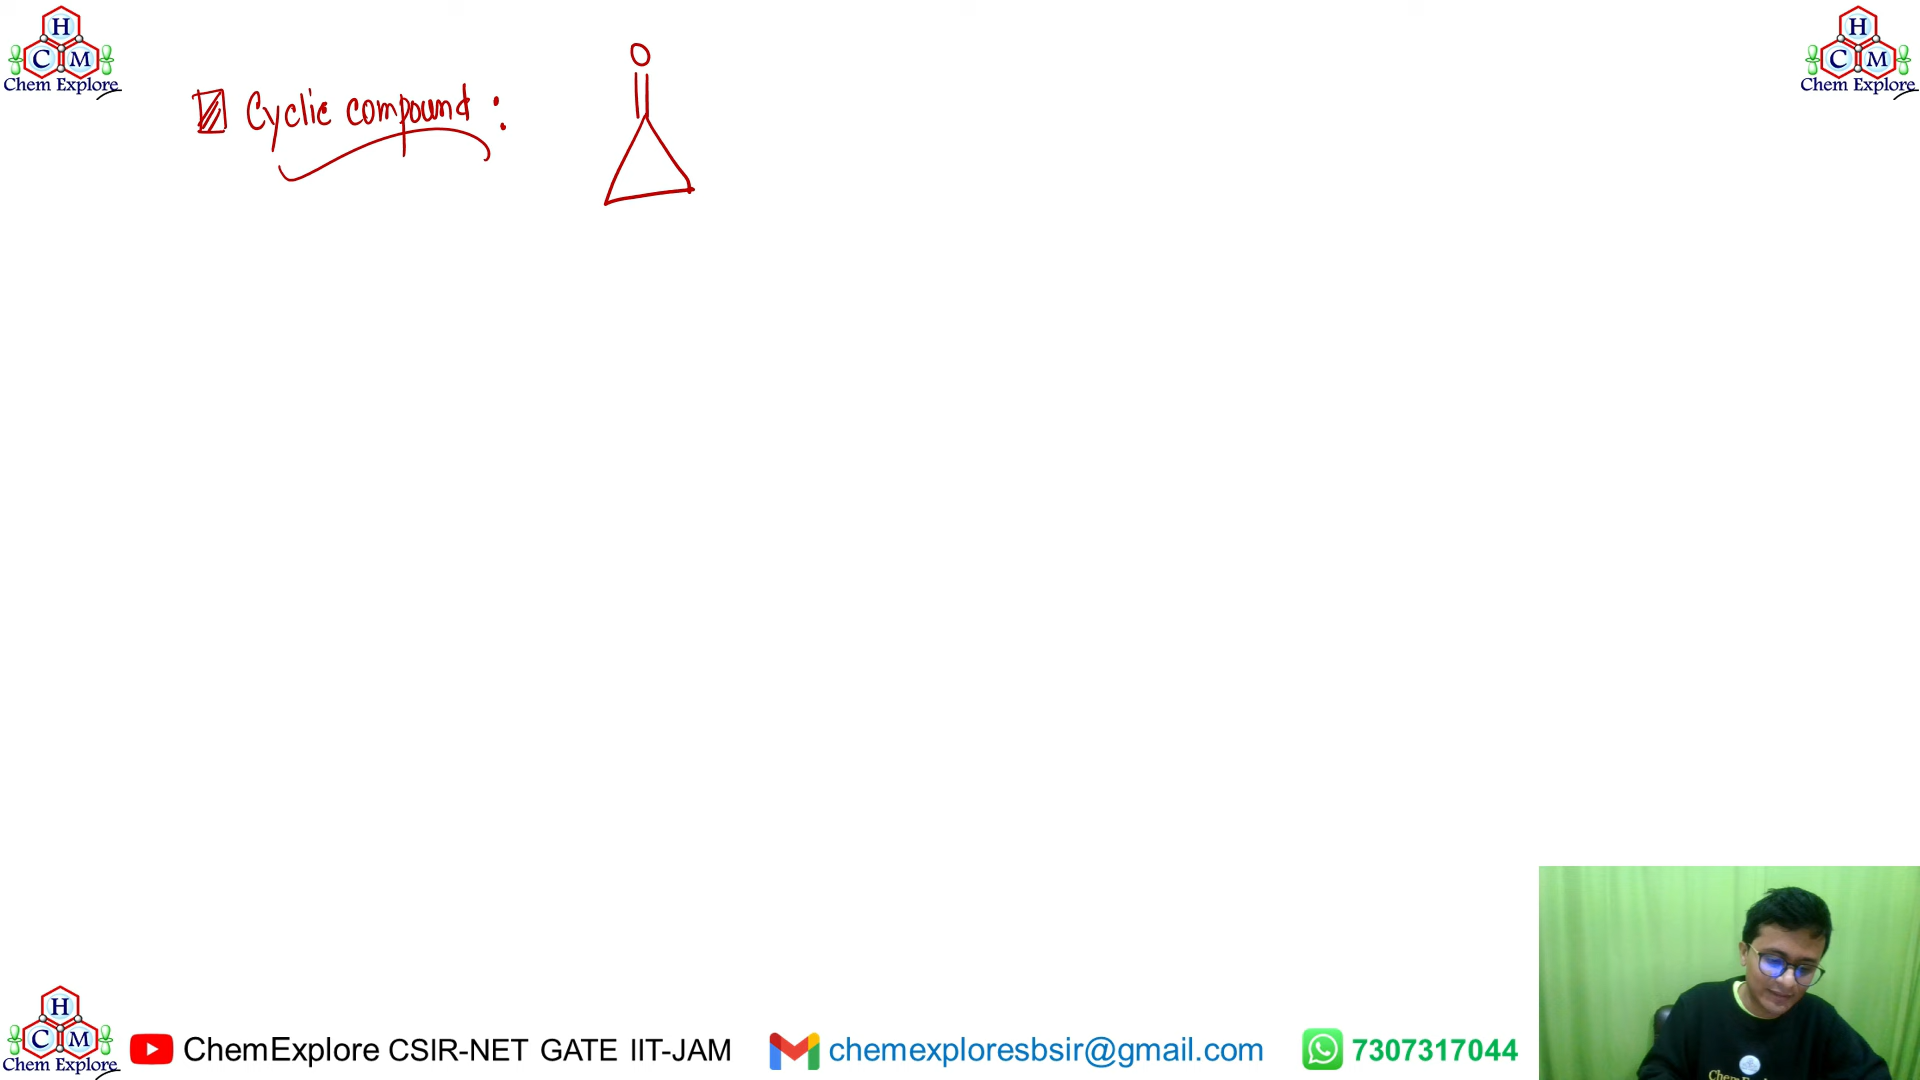 H
C M
Chem Explore
H
C M
Chem Explore
Cyclic compound :
O
H
C M
Chem Explore
ChemExplore CSIR-NET GATE IIT-JAM
chemexploresbsir@gmail.com
7307317044